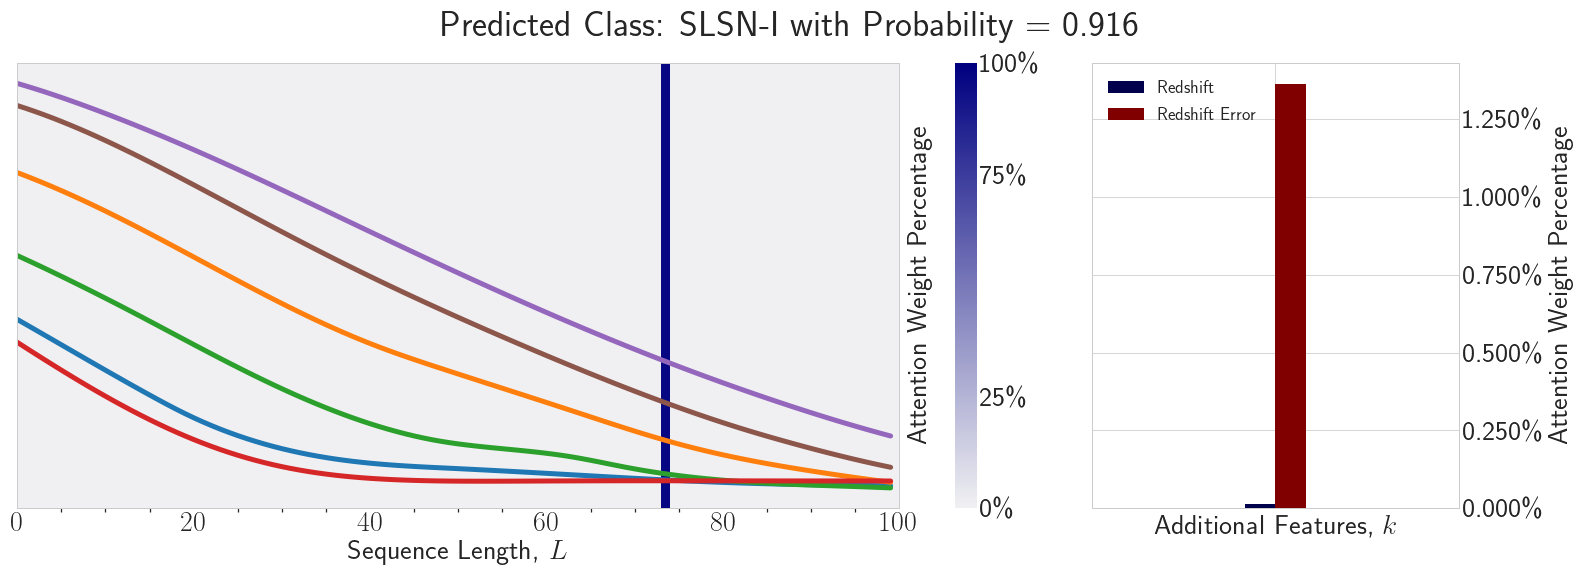 Predicted Class: SLSN-I with Probability = 0.916
0
20
40
60
80
100
Sequence Length, L
100%
75%
25%
0%
Attention Weight Percentage
Redshift
Redshift Error
Additional Features, k
1.250%
1.000%
0.750%
0.500%
0.250%
0.000%
Attention Weight Percentage